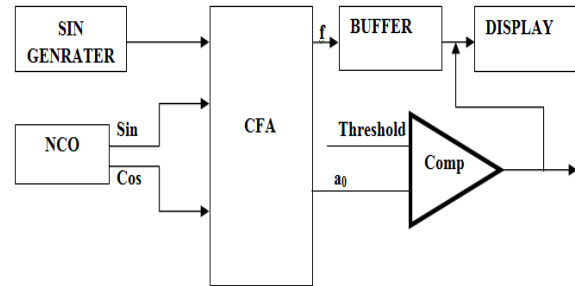 SIN
GENRATER
NCO
Sin
Cos
CFA
f
BUFFER
DISPLAY
Threshold
a₀
Comp